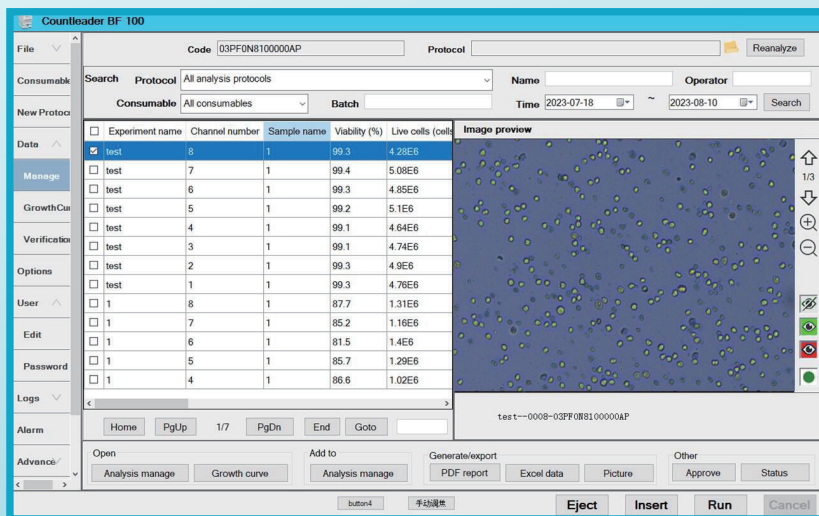 Countleader BF 100
File
Code 03PF0N8100000AP Protocol Reanalyze
Consumabl
Search Protocol All analysis protocols Name Operator
Consumable All consumables Batch Time 2023-07-18 ~ 2023-08-10 Search
New Protoc
Data
Manage
GrowthCu
Verificatio
Options
User
Edit
Password
Logs
Alarm
Advance
Experiment name Channel number Sample name Viability (%) Live cells (cells
test 8 1 99.3 4.28E6
test 7 1 99.4 5.08E6
test 6 1 99.3 4.85E6
test 5 1 99.2 5.1E6
test 4 1 99.1 4.64E6
test 3 1 99.1 4.74E6
test 2 1 99.3 4.9E6
test 1 1 99.3 4.76E6
1 8 1 87.7 1.31E6
1 7 1 85.2 1.16E6
1 6 1 81.5 1.4E6
1 5 1 85.7 1.29E6
1 4 1 86.6 1.02E6
Home PgUp 1/7 PgDn End Goto
Image preview
1/3
test--0008-03PF0N8100000AP
Open Add to Generate/export Other
Analysis manage Growth curve Analysis manage PDF report Excel data Picture Approve Status
button4 手动调焦 Eject Insert Run Cancel